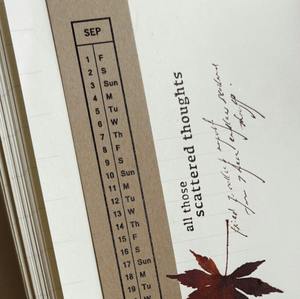 SEP
1 F
2 S
3 Sun
4 M
5 Tu
6 W
7 Th
8 F
9 S
10 Sun
11 M
12 Tu
13 W
14 Th
15 F
16 S
17 Sun
18 M
19 Tu
all those
scattered thoughts